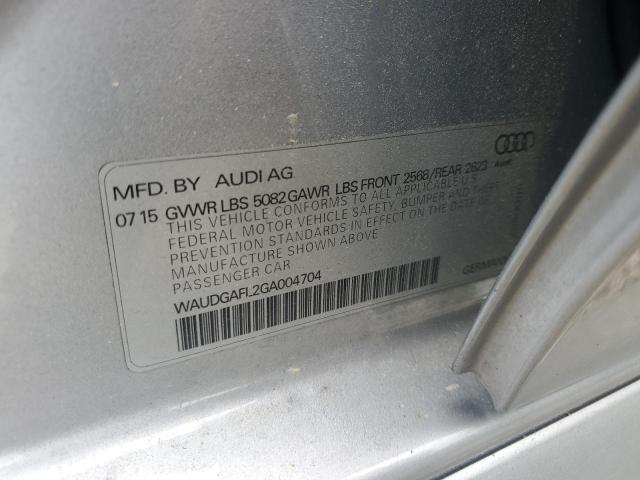 MFD. BY AUDI AG
Audi
07 15 GVWR LBS 5082 GAWR LBS FRONT 2568/REAR 2623
THIS VEHICLE CONFORMS TO ALL APPLICABLE U.S.
FEDERAL MOTOR VEHICLE SAFETY, BUMPER AND THEFT
PREVENTION STANDARDS IN EFFECT ON THE DATE OF
MANUFACTURE SHOWN ABOVE
PASSENGER CAR
WAUDGAFL2GA004704